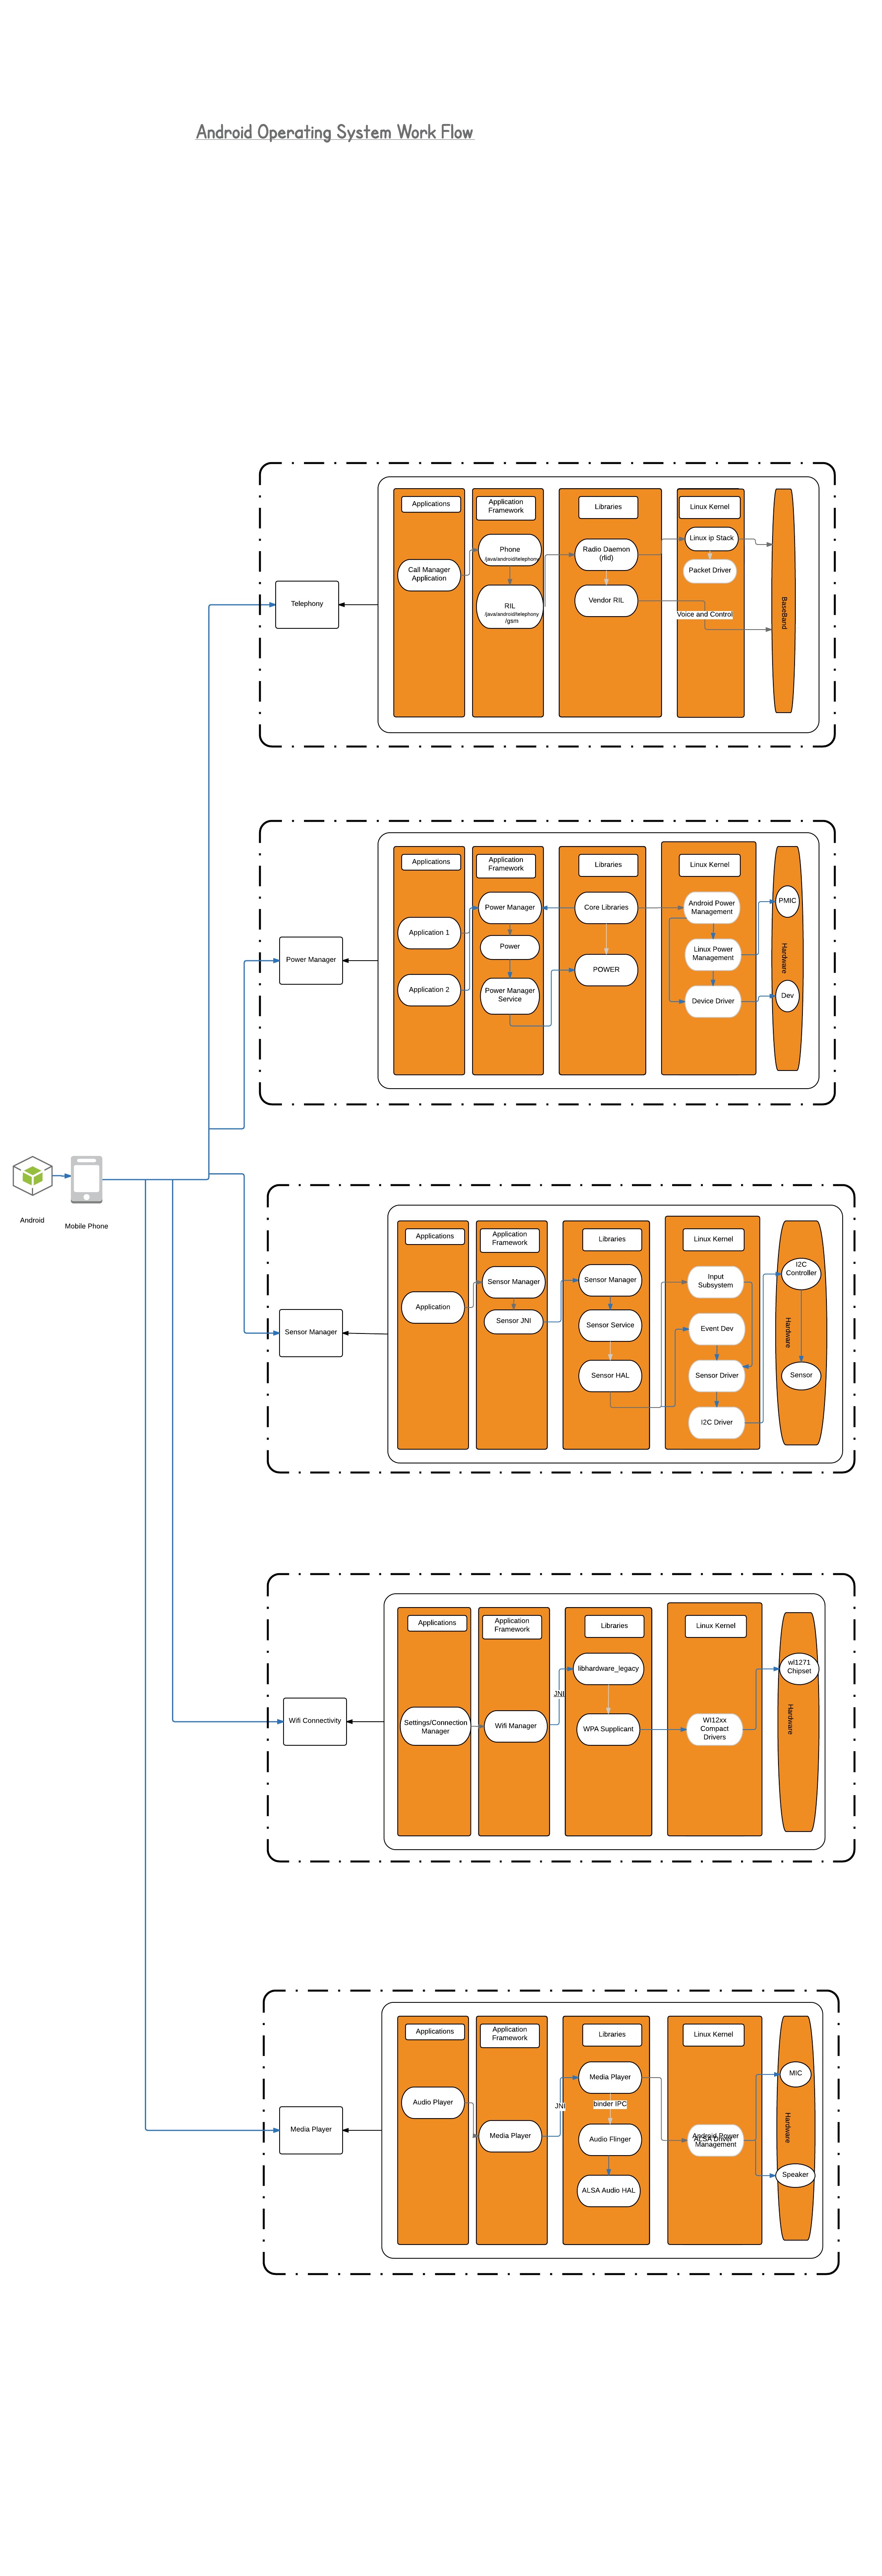 Android Operating System Work Flow
Applications
Application
Framework
Libraries
Linux Kernel
Phone
/java/android/telephony
Linux ip Stack
Radio Daemon
(rlid)
Call Manager
Application
Packet Driver
Telephony
RIL
/java/android/telephony
/gsm
Vendor RIL
Voice and Control
BaseBand
Applications
Application
Framework
Libraries
Linux Kernel
Power Manager
Core Libraries
Android Power
Management
PMIC
Application 1
Power
Linux Power
Management
Hardware
Power Manager
POWER
Application 2
Power Manager
Service
Device Driver
Dev
Android
Mobile Phone
Applications
Application
Framework
Libraries
Linux Kernel
I2C
Controller
Sensor Manager
Sensor Manager
Input
Subsystem
Application
Sensor JNI
Sensor Service
Event Dev
Hardware
Sensor Manager
Sensor HAL
Sensor Driver
Sensor
I2C Driver
Applications
Application
Framework
Libraries
Linux Kernel
libhardware_legacy
wl1271
Chipset
JNI
Wifi Connectivity
Settings/Connection
Manager
Wifi Manager
WPA Supplicant
WI12xx
Compact
Drivers
Hardware
Applications
Application
Framework
Libraries
Linux Kernel
MIC
Media Player
Audio Player
JNI
binder IPC
Media Player
Media Player
Audio Flinger
Android Power
ALSA Driver
Management
Hardware
Speaker
ALSA Audio HAL